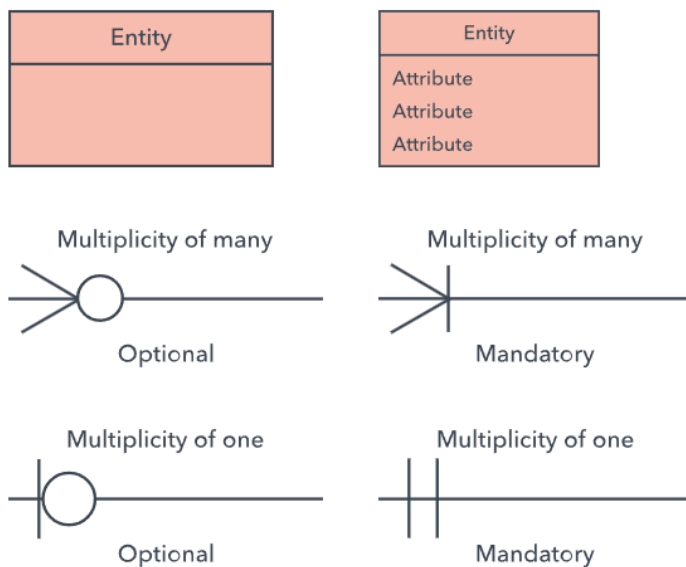 Entity
Entity
Attribute
Attribute
Attribute
Multiplicity of many
Multiplicity of many
Optional
Mandatory
Multiplicity of one
Multiplicity of one
Optional
Mandatory